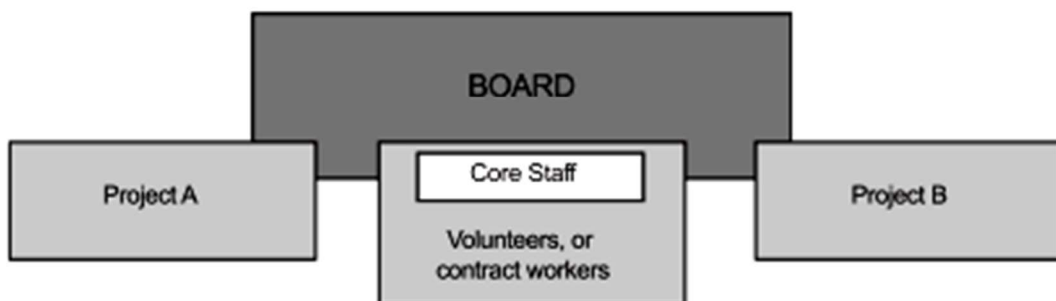 BOARD
Project A
Core Staff
Project B
Volunteers, or
contract workers